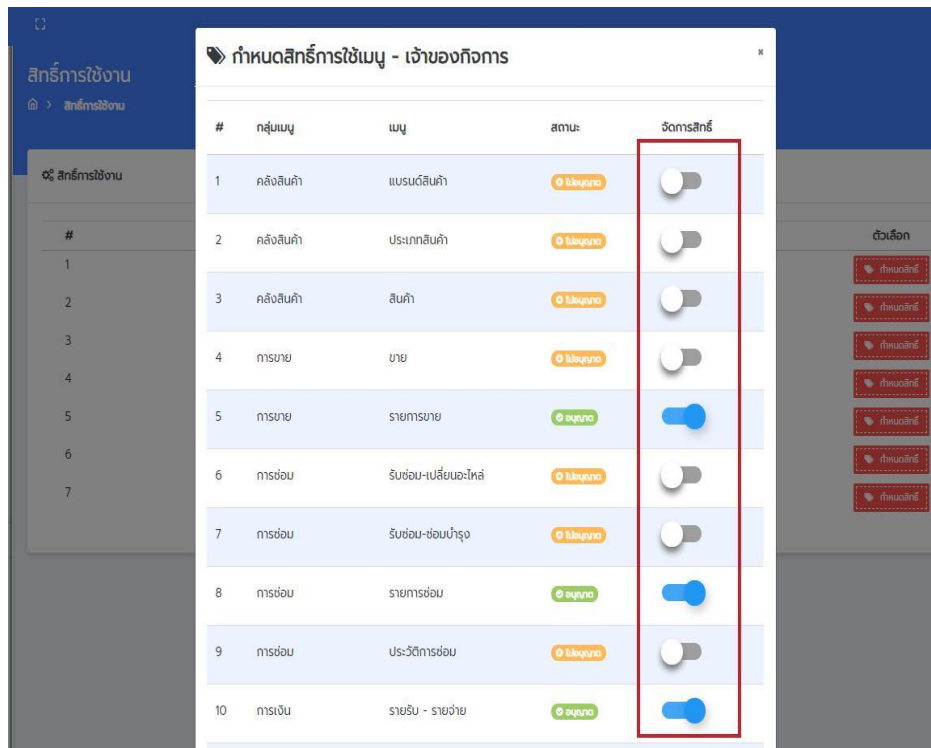 กำหนดสิทธิ์การใช้เมนู - เจ้าของกิจการ
สิทธิ์การใช้งาน
สิทธิ์การใช้งาน
# กลุ่มเมนู เมนู สถานะ จัดการสิทธิ์
1 คลังสินค้า แบรนด์สินค้า ไม่อนุญาต
2 คลังสินค้า ประเภทสินค้า ไม่อนุญาต
3 คลังสินค้า สินค้า ไม่อนุญาต
4 การขาย ขาย ไม่อนุญาต
5 การขาย รายการขาย อนุญาต
6 การซ่อม รับซ่อม-เปลี่ยนอะไหล่ ไม่อนุญาต
7 การซ่อม รับซ่อม-ซ่อมบำรุง ไม่อนุญาต
8 การซ่อม รายการซ่อม อนุญาต
9 การซ่อม ประวัติการซ่อม ไม่อนุญาต
10 การเงิน รายรับ - รายจ่าย อนุญาต
สิทธิ์การใช้งาน
# ตัวเลือก
1 กำหนดสิทธิ์
2 กำหนดสิทธิ์
3 กำหนดสิทธิ์
4 กำหนดสิทธิ์
5 กำหนดสิทธิ์
6 กำหนดสิทธิ์
7 กำหนดสิทธิ์